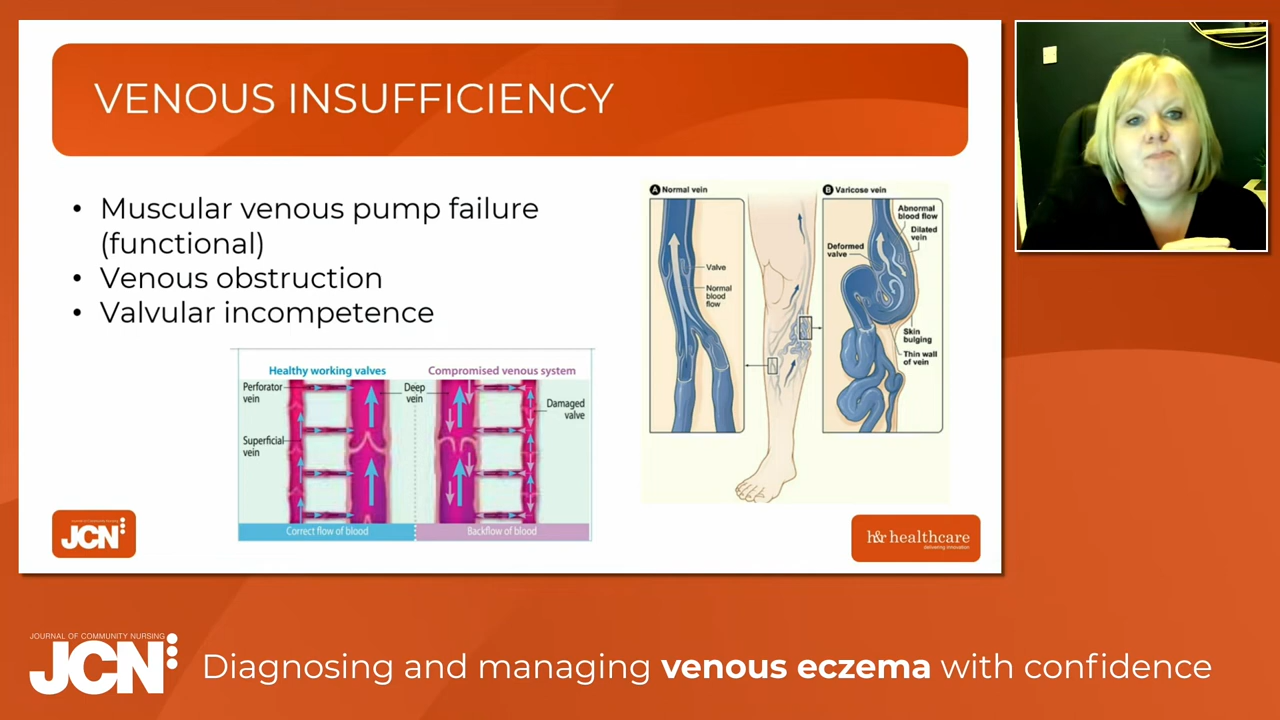 VENOUS INSUFFICIENCY
• Muscular venous pump failure
(functional)
• Venous obstruction
• Valvular incompetence
Healthy working valves
Compromised venous system
Perforator
vein
Deep
vein
Damaged
valve
Superficial
vein
Correct flow of blood
Backflow of blood
A Normal vein
Valve
Normal
blood
flow
B Varicose vein
Abnormal
blood flow
Dilated
vein
Deformed
valve
Skin
bulging
Thin wall
of vein
JCN
h&r healthcare
delivering innovation
JOURNAL OF COMMUNITY NURSING
JCN
Diagnosing and managing venous eczema with confidence